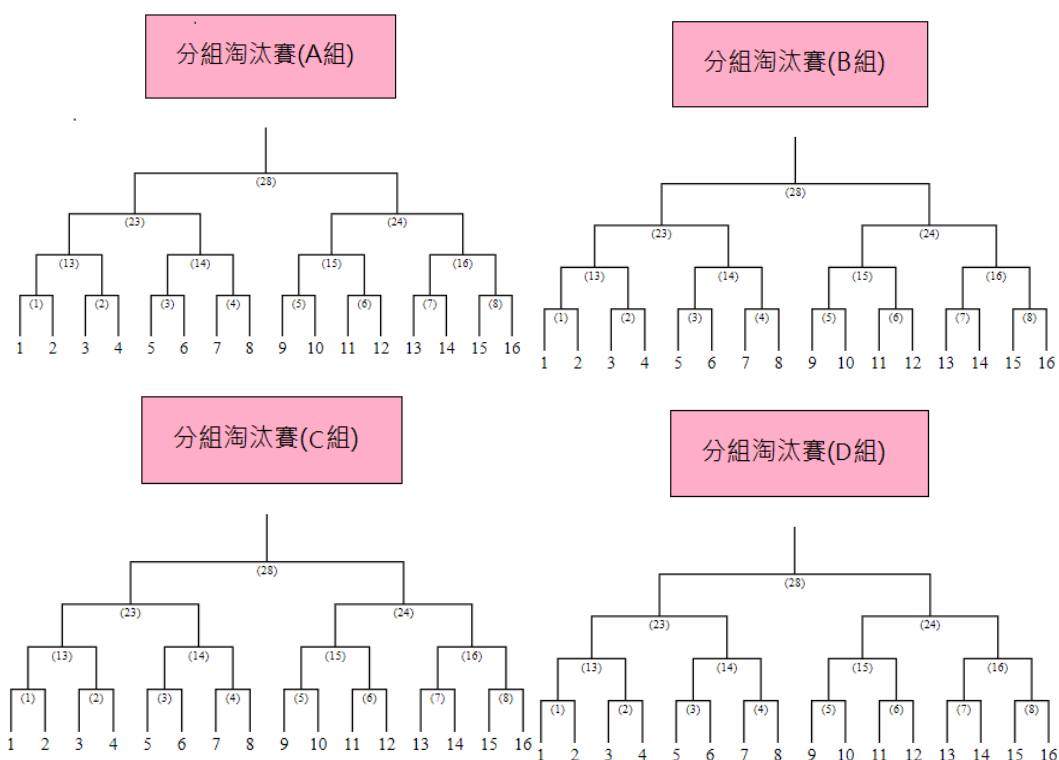 分組淘汰賽(A組)
(28)
(23) (24)
(13) (14) (15) (16)
(1) (2) (3) (4) (5) (6) (7) (8)
1 2 3 4 5 6 7 8 9 10 11 12 13 14 15 16
分組淘汰賽(B組)
(28)
(23) (24)
(13) (14) (15) (16)
(1) (2) (3) (4) (5) (6) (7) (8)
1 2 3 4 5 6 7 8 9 10 11 12 13 14 15 16
分組淘汰賽(C組)
(28)
(23) (24)
(13) (14) (15) (16)
(1) (2) (3) (4) (5) (6) (7) (8)
1 2 3 4 5 6 7 8 9 10 11 12 13 14 15 16
分組淘汰賽(D組)
(28)
(23) (24)
(13) (14) (15) (16)
(1) (2) (3) (4) (5) (6) (7) (8)
1 2 3 4 5 6 7 8 9 10 11 12 13 14 15 16